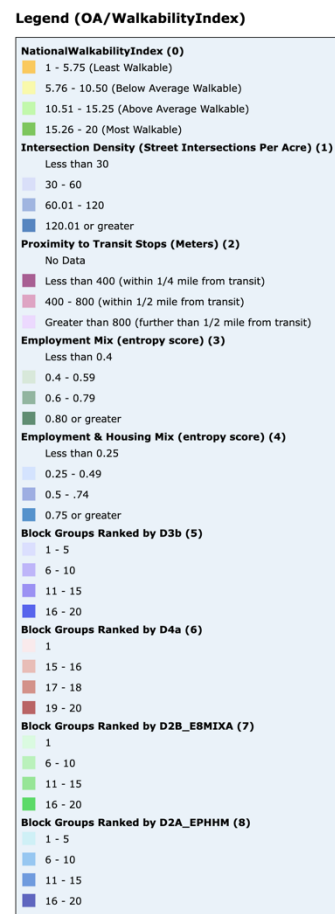 Legend (OA/WalkabilityIndex)
NationalWalkabilityIndex (0)
1 - 5.75 (Least Walkable)
5.76 - 10.50 (Below Average Walkable)
10.51 - 15.25 (Above Average Walkable)
15.26 - 20 (Most Walkable)
Intersection Density (Street Intersections Per Acre) (1)
Less than 30
30 - 60
60.01 - 120
120.01 or greater
Proximity to Transit Stops (Meters) (2)
No Data
Less than 400 (within 1/4 mile from transit)
400 - 800 (within 1/2 mile from transit)
Greater than 800 (further than 1/2 mile from transit)
Employment Mix (entropy score) (3)
Less than 0.4
0.4 - 0.59
0.6 - 0.79
0.80 or greater
Employment & Housing Mix (entropy score) (4)
Less than 0.25
0.25 - 0.49
0.5 - .74
0.75 or greater
Block Groups Ranked by D3b (5)
1 - 5
6 - 10
11 - 15
16 - 20
Block Groups Ranked by D4a (6)
1
15 - 16
17 - 18
19 - 20
Block Groups Ranked by D2B_E8MIXA (7)
1
6 - 10
11 - 15
16 - 20
Block Groups Ranked by D2A_EPHHM (8)
1 - 5
6 - 10
11 - 15
16 - 20